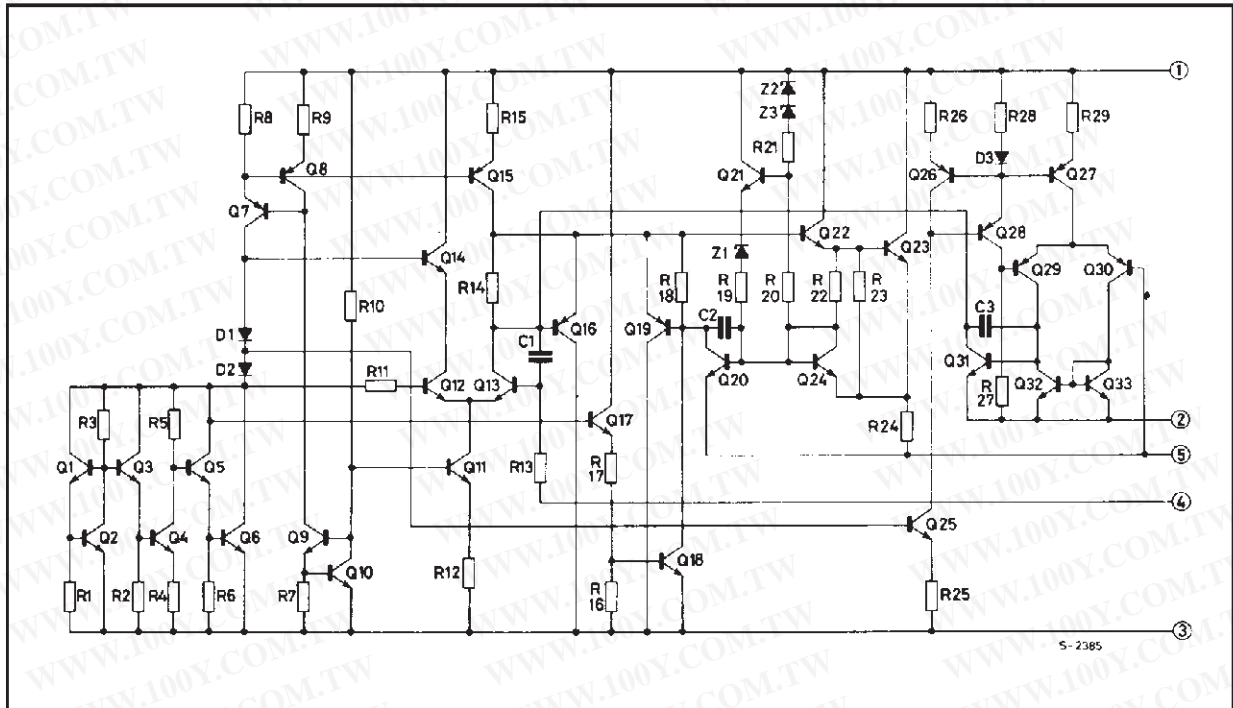 WWW.100Y.COM.TW
①
R8
R9
R15
Z2
Z3
R21
R26
R28
R29
D3
Q8
Q15
Q21
Q26
Q27
Q7
Q22
Q23
Q28
Q14
Z1
Q29
Q30
R10
R14
R 18
R 19
R 20
R 22
R 23
D1
D2
C1
Q16
Q19
C2
C3
R11
Q12
Q13
Q20
Q24
Q31
R 27
Q32
Q33
R3
R5
Q17
R24
②
Q1
Q3
Q5
Q11
R13
R 17
⑤
④
Q2
Q4
Q6
Q9
Q10
Q18
Q25
R1
R2
R4
R6
R7
R12
R 16
R25
③
S-2385